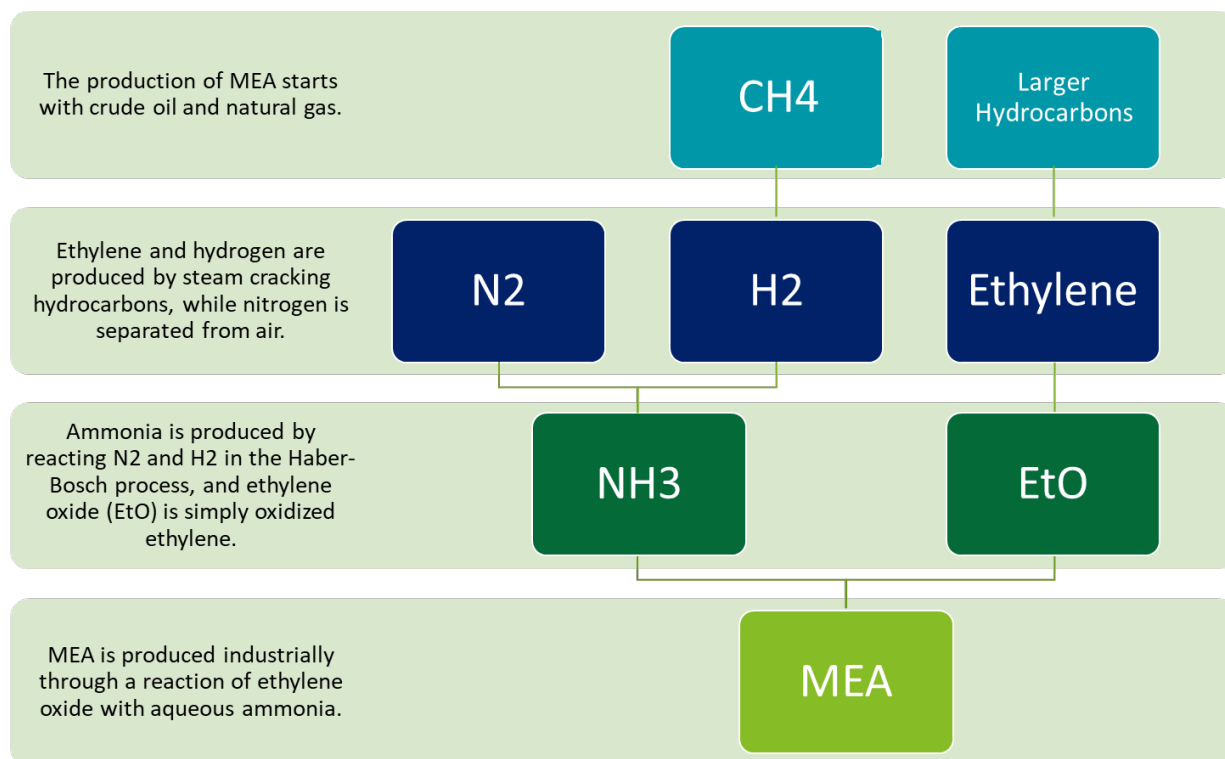 The production of MEA starts
with crude oil and natural gas.
CH4
Larger
Hydrocarbons
Ethylene and hydrogen are
produced by steam cracking
hydrocarbons, while nitrogen is
separated from air.
N2
H2
Ethylene
Ammonia is produced by
reacting N2 and H2 in the Haber-
Bosch process, and ethylene
oxide (EtO) is simply oxidized
ethylene.
NH3
EtO
MEA is produced industrially
through a reaction of ethylene
oxide with aqueous ammonia.
MEA